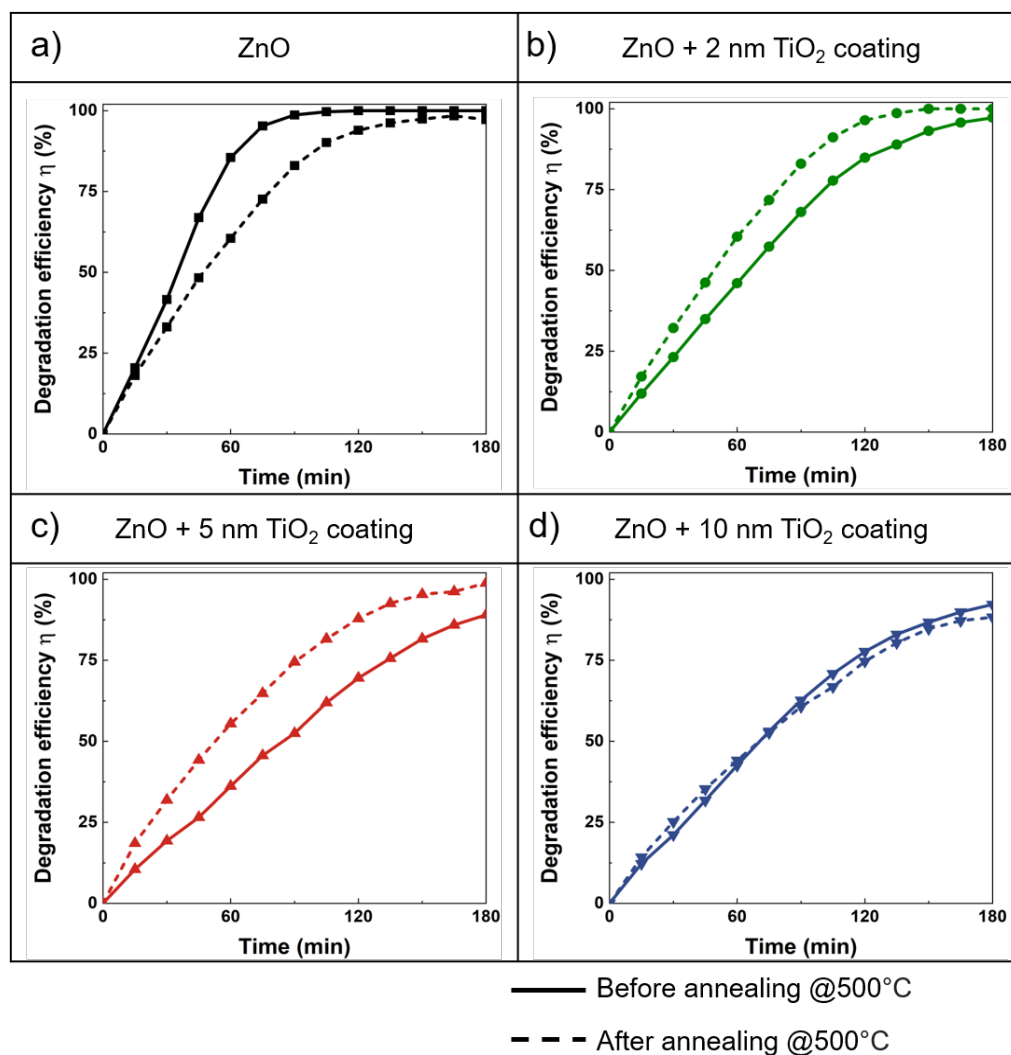 a) ZnO
b) ZnO + 2 nm TiO₂ coating
Degradation efficiency η (%)
100
75
50
25
0
0 60 120 180
Time (min)
Degradation efficiency η (%)
100
75
50
25
0
0 60 120 180
Time (min)
c) ZnO + 5 nm TiO₂ coating
d) ZnO + 10 nm TiO₂ coating
Degradation efficiency η (%)
100
75
50
25
0
0 60 120 180
Time (min)
Degradation efficiency η (%)
100
75
50
25
0
0 60 120 180
Time (min)
Before annealing @500°C
After annealing @500°C